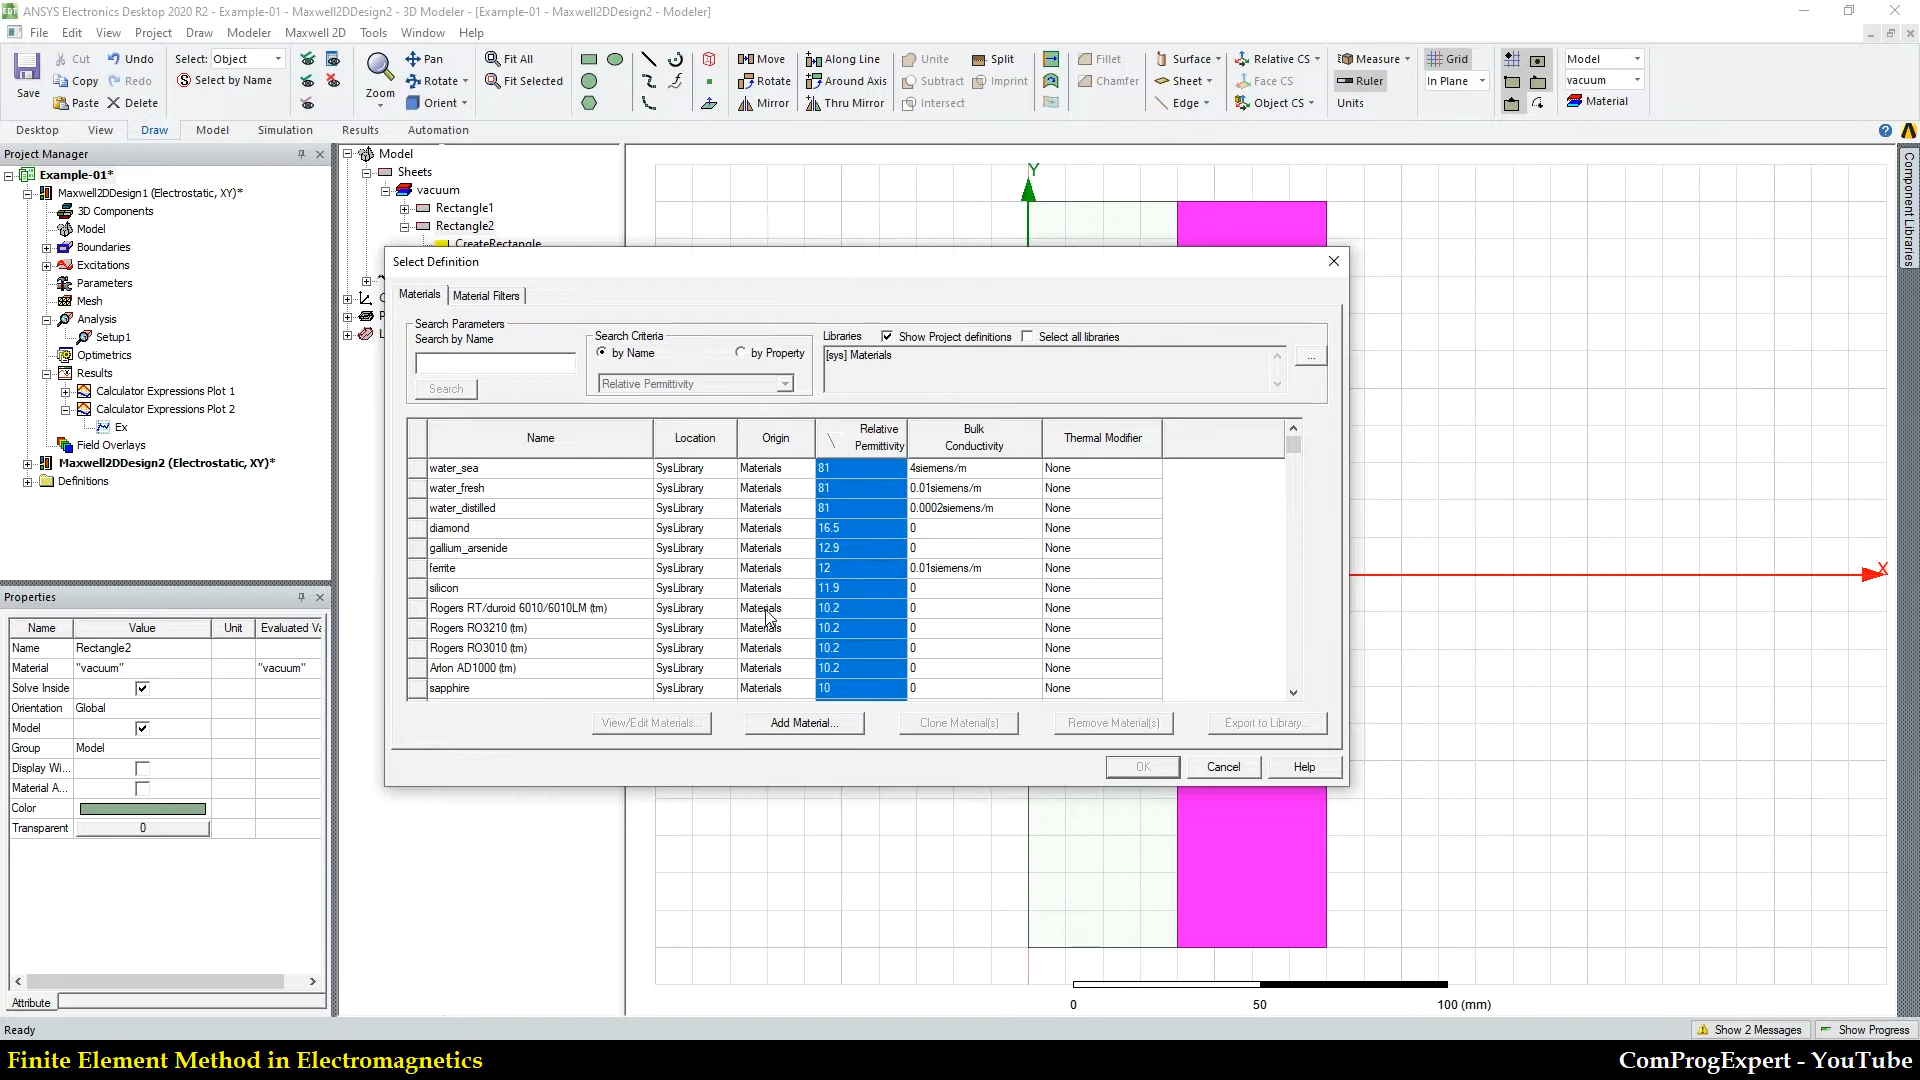 ANSYS Electronics Desktop 2020 R2 - Example-01 - Maxwell2DDesign2 - 3D Modeler - [Example-01 - Maxwell2DDesign2 - Modeler]
File Edit View Project Draw Modeler Maxwell 2D Tools Window Help
Save
Cut
Copy
Paste
Undo
Redo
Delete
Select: Object
Select by Name
Zoom
Pan
Rotate
Orient
Fit All
Fit Selected
Move
Rotate
Mirror
Along Line
Around Axis
Thru Mirror
Unite
Subtract
Intersect
Split
Imprint
Fillet
Chamfer
Surface
Sheet
Edge
Relative CS
Face CS
Object CS
Measure
Ruler
Units
Grid
In Plane
Model
vacuum
Material
Desktop View Draw Model Simulation Results Automation
Project Manager
Example-01*
Maxwell2DDesign1 (Electrostatic, XY)*
3D Components
Model
Boundaries
Excitations
Parameters
Mesh
Analysis
Setup1
Optimetrics
Results
Calculator Expressions Plot 1
Calculator Expressions Plot 2
Ex
Field Overlays
Maxwell2DDesign2 (Electrostatic, XY)*
Definitions
Model
Sheets
vacuum
Rectangle1
Rectangle2
CreateRectangle
Y
X
Component Libraries
Select Definition
Materials Material Filters
Search Parameters
Search by Name
Search
Search Criteria
by Name by Property
Relative Permittivity
Libraries Show Project definitions Select all libraries
[sys] Materials
...
Name Location Origin Relative Permittivity Bulk Conductivity Thermal Modifier
water_sea SysLibrary Materials 81 4siemens/m None
water_fresh SysLibrary Materials 81 0.01siemens/m None
water_distilled SysLibrary Materials 81 0.0002siemens/m None
diamond SysLibrary Materials 16.5 0 None
gallium_arsenide SysLibrary Materials 12.9 0 None
ferrite SysLibrary Materials 12 0.01siemens/m None
silicon SysLibrary Materials 11.9 0 None
Rogers RT/duroid 6010/6010LM (tm) SysLibrary Materials 10.2 0 None
Rogers RO3210 (tm) SysLibrary Materials 10.2 0 None
Rogers RO3010 (tm) SysLibrary Materials 10.2 0 None
Arlon AD1000 (tm) SysLibrary Materials 10.2 0 None
sapphire SysLibrary Materials 10 0 None
View/Edit Materials... Add Material... Clone Material(s) Remove Material(s) Export to Library...
OK Cancel Help
Properties
Name Value Unit Evaluated Va
Name Rectangle2
Material "vacuum" "vacuum"
Solve Inside
Orientation Global
Model
Group Model
Display Wi...
Material A...
Color
Transparent 0
Attribute
0 50 100 (mm)
Ready
Show 2 Messages Show Progress
Finite Element Method in Electromagnetics
ComProgExpert - YouTube